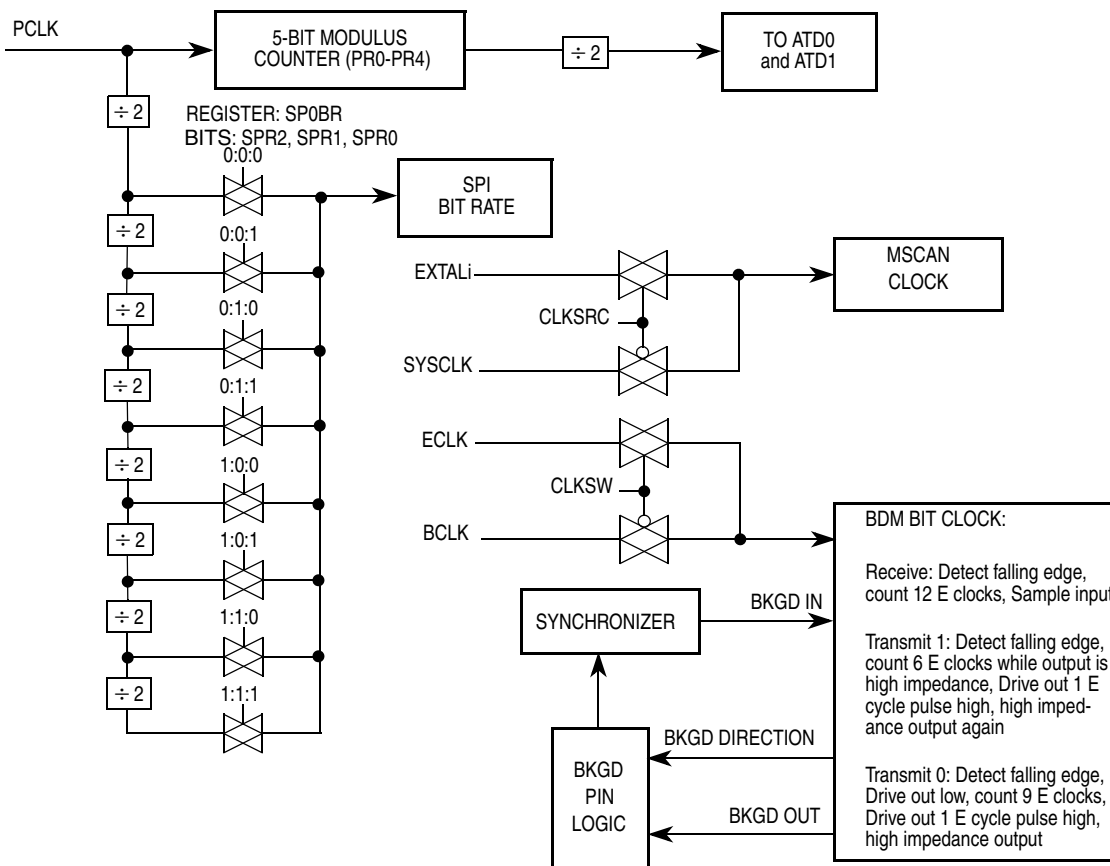 PCLK
5-BIT MODULUS
COUNTER (PR0-PR4)
÷ 2
TO ATD0
and ATD1
÷ 2
REGISTER: SP0BR
BITS: SPR2, SPR1, SPR0
0:0:0
SPI
BIT RATE
÷ 2
0:0:1
÷ 2
0:1:0
÷ 2
0:1:1
÷ 2
1:0:0
÷ 2
1:0:1
÷ 2
1:1:0
÷ 2
1:1:1
EXTALi
MSCAN
CLOCK
CLKSRC
SYSCLK
ECLK
CLKSW
BCLK
BDM BIT CLOCK:
Receive: Detect falling edge,
count 12 E clocks, Sample input
Transmit 1: Detect falling edge,
count 6 E clocks while output is
high impedance, Drive out 1 E
cycle pulse high, high imped-
ance output again
Transmit 0: Detect falling edge,
Drive out low, count 9 E clocks,
Drive out 1 E cycle pulse high,
high impedance output
SYNCHRONIZER
BKGD IN
BKGD DIRECTION
BKGD
PIN
LOGIC
BKGD OUT